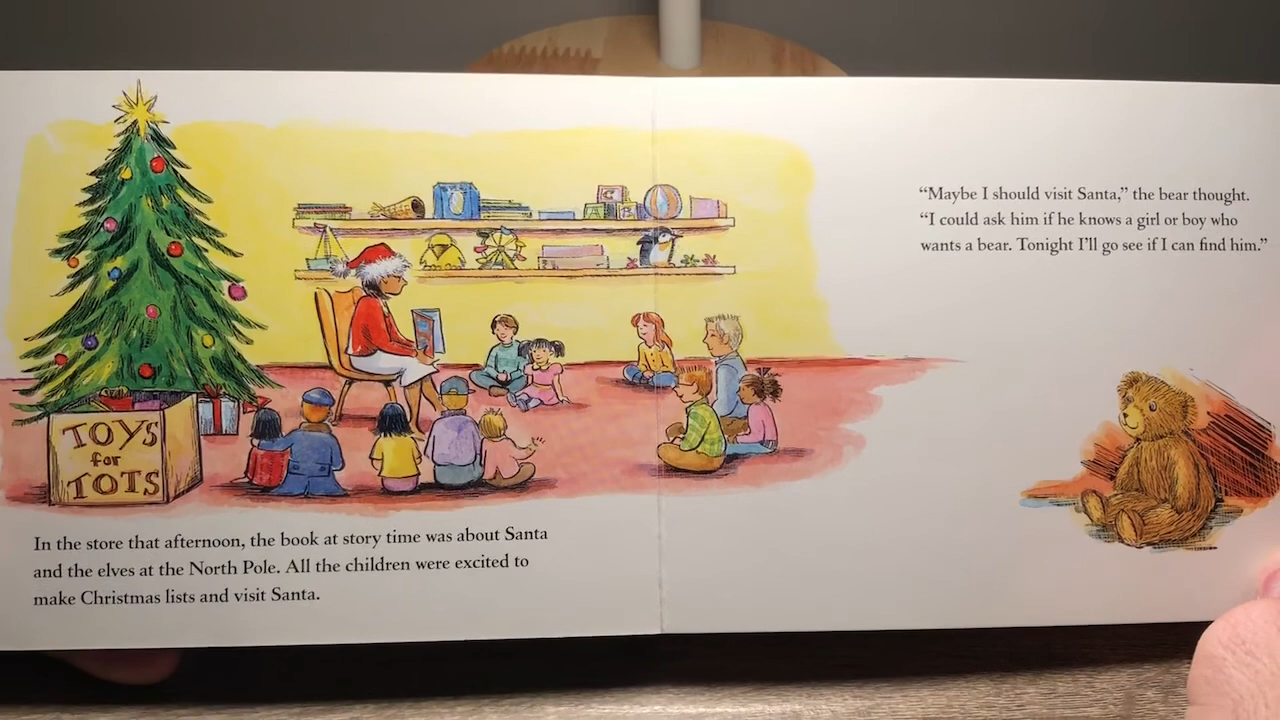 TOYS
for
TOTS
In the store that afternoon, the book at story time was about Santa
and the elves at the North Pole. All the children were excited to
make Christmas lists and visit Santa.
“Maybe I should visit Santa,” the bear thought.
“I could ask him if he knows a girl or boy who
wants a bear. Tonight I’ll go see if I can find him.”